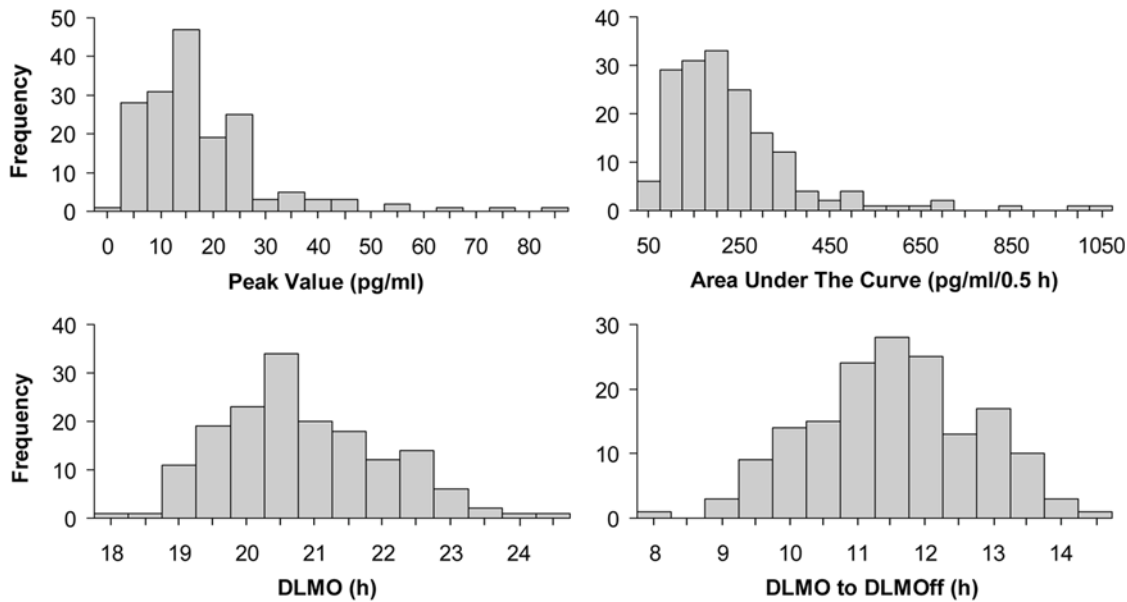 50
40
30
20
10
0
Frequency
0 10 20 30 40 50 60 70 80
Peak Value (pg/ml)
40
30
20
10
0
50 250 450 650 850 1050
Area Under The Curve (pg/ml/0.5 h)
40
30
20
10
0
Frequency
18 19 20 21 22 23 24
DLMO (h)
30
20
10
0
8 9 10 11 12 13 14
DLMO to DLMOff (h)